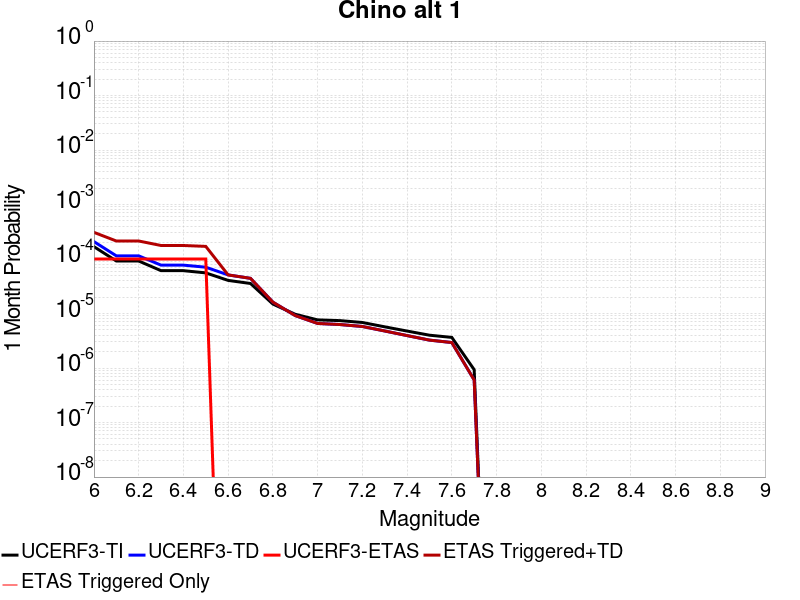 Chino alt 1
10^0
10^-1
10^-2
10^-3
10^-4
10^-5
10^-6
10^-7
10^-8
1 Month Probability
6 6.2 6.4 6.6 6.8 7 7.2 7.4 7.6 7.8 8 8.2 8.4 8.6 8.8 9
Magnitude
UCERF3-TI UCERF3-TD UCERF3-ETAS ETAS Triggered+TD
ETAS Triggered Only